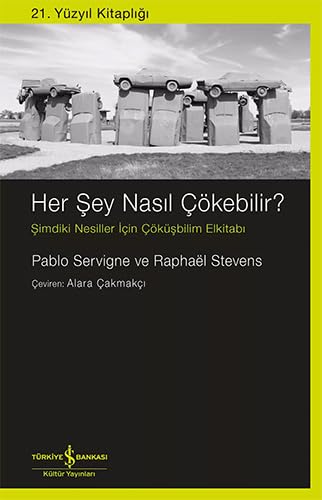 21. Yüzyıl Kitaplığı
Her Şey Nasıl Çökebilir?
Şimdiki Nesiller İçin Çöküşbilim Elkitabı
Pablo Servigne ve Raphaël Stevens
Çeviren: Alara Çakmakçı
TÜRKİYE İŞ BANKASI
Kültür Yayınları